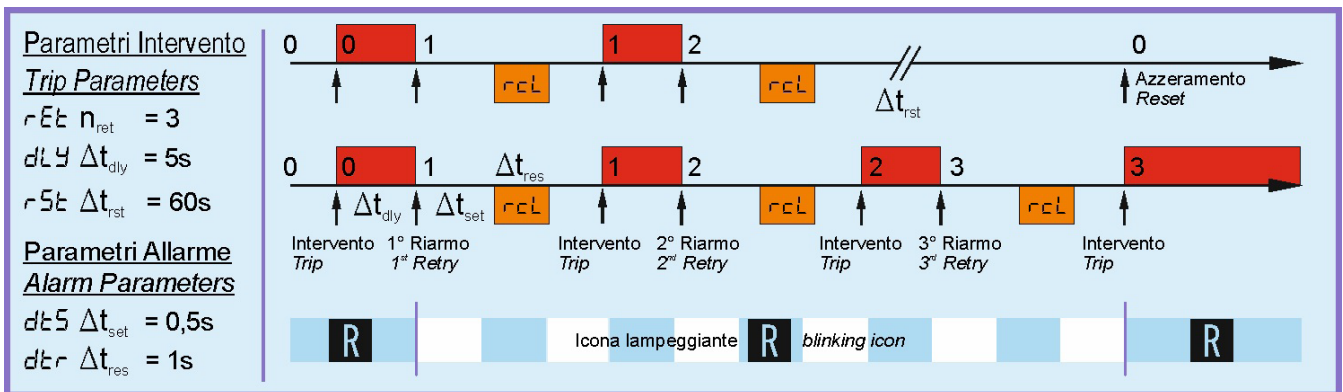 Parametri Intervento
Trip Parameters
rEt n_ret = 3
dLY Δt_dly = 5s
rSt Δt_rst = 60s
Parametri Allarme
Alarm Parameters
dtS Δt_set = 0,5s
dtr Δt_res = 1s
0 0 1 1 2 0
rcL rcL Δt_rst Azzeramento
Reset
0 0 1 Δt_res 1 2 2 3 3
Δt_dly Δt_set rcL rcL rcL
Intervento 1° Riarmo Intervento 2° Riarmo Intervento 3° Riarmo Intervento
Trip 1st Retry Trip 2nd Retry Trip 3rd Retry Trip
R Icona lampeggiante R blinking icon R